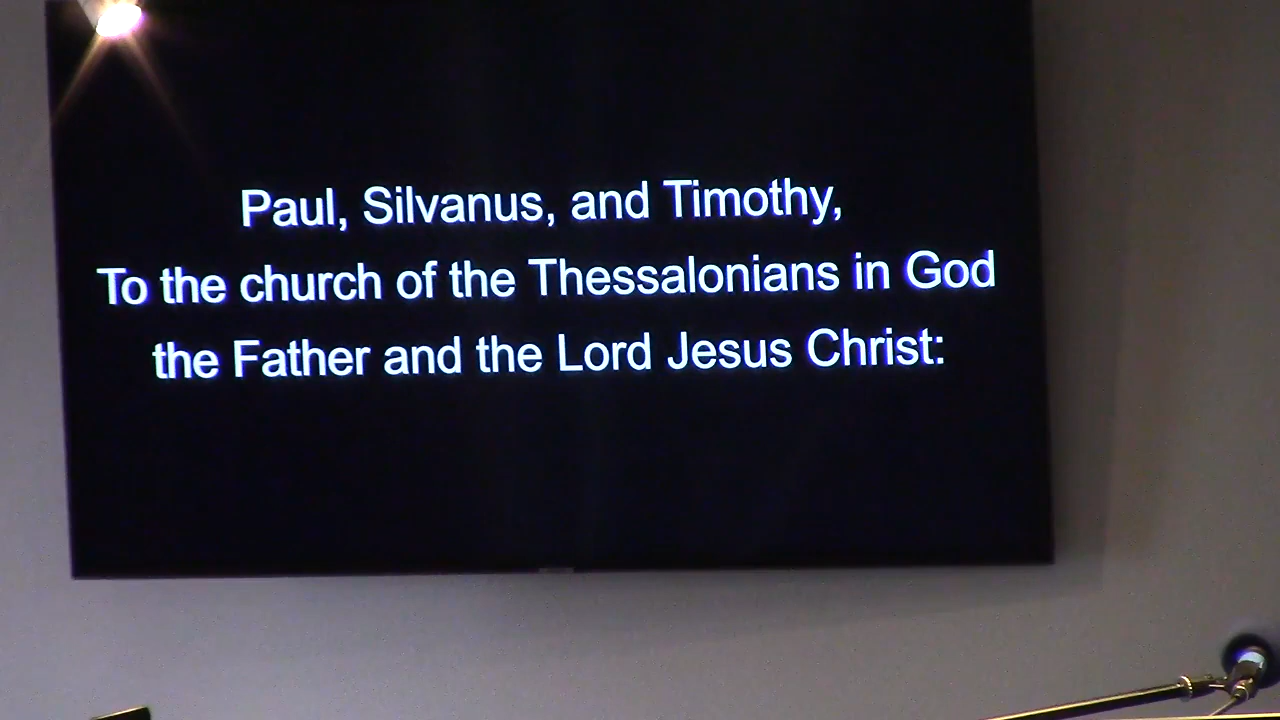 Paul, Silvanus, and Timothy,
To the church of the Thessalonians in God
the Father and the Lord Jesus Christ: